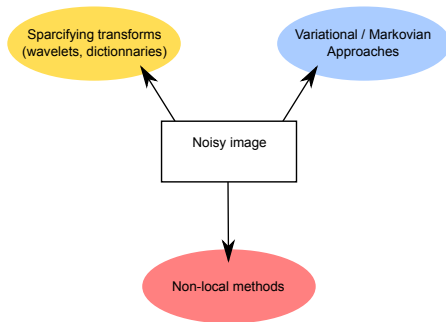 Sparcifying transforms
(wavelets, dictionnaries)
Variational / Markovian
Approaches
Noisy image
Non-local methods